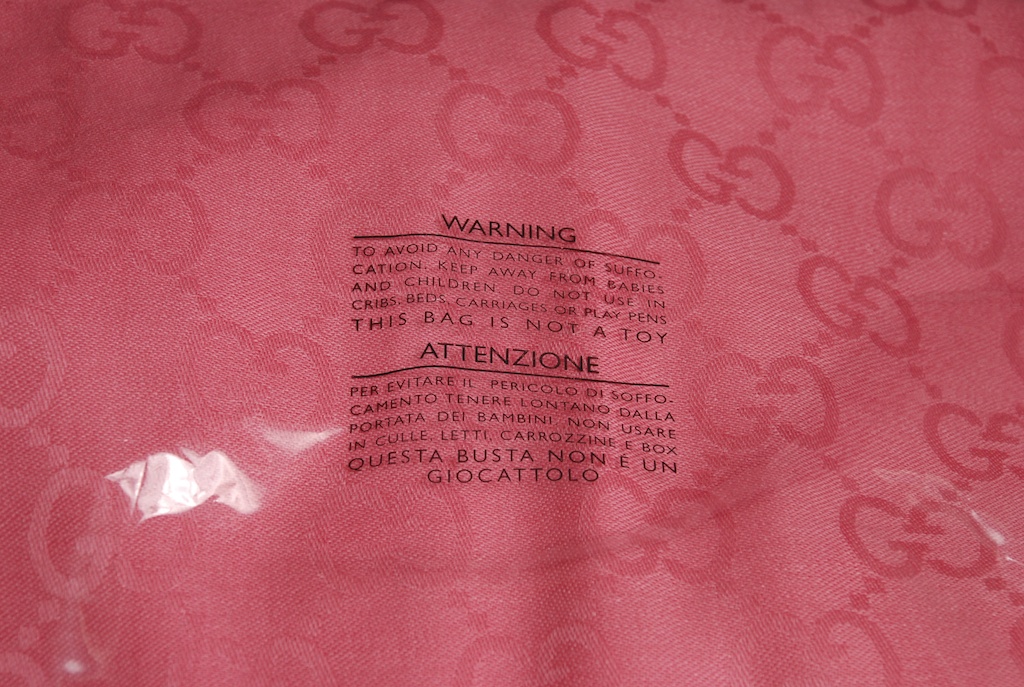 WARNING
TO AVOID ANY DANGER OF SUFFO-
CATION, KEEP AWAY FROM BABIES
AND CHILDREN. DO NOT USE IN
CRIBS, BEDS, CARRIAGES OR PLAY PENS
THIS BAG IS NOT A TOY
ATTENZIONE
PER EVITARE IL PERICOLO DI SOFFO-
CAMENTO TENERE LONTANO DALLA
PORTATA DEI BAMBINI, NON USARE
IN CULLE, LETTI, CARROZZINE E BOX
QUESTA BUSTA NON È UN
GIOCATTOLO